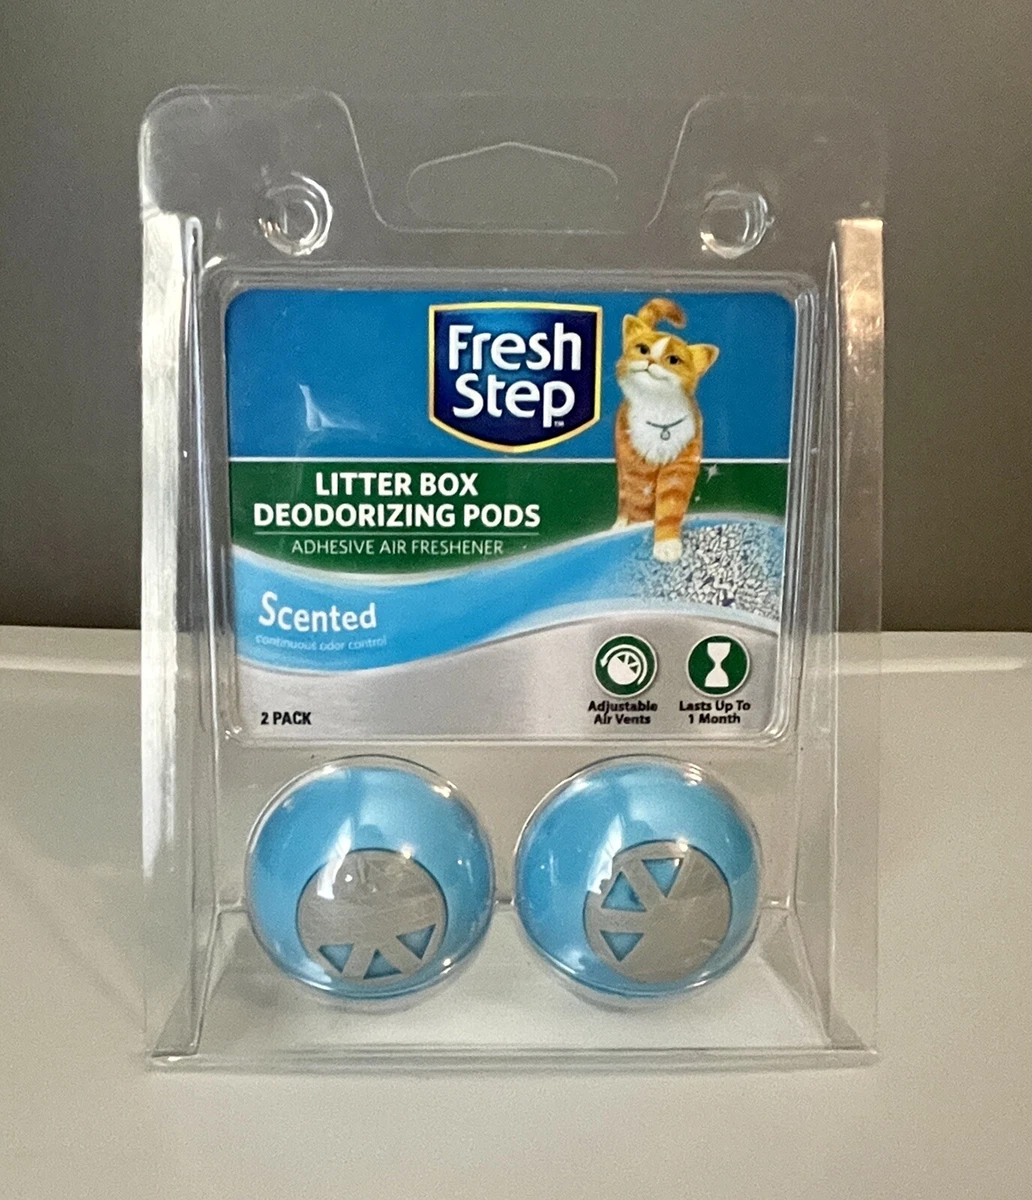 Fresh
Step™
LITTER BOX
DEODORIZING PODS
ADHESIVE AIR FRESHENER
Scented
continuous odor control
Adjustable
Air Vents
Lasts Up To
1 Month
2 PACK